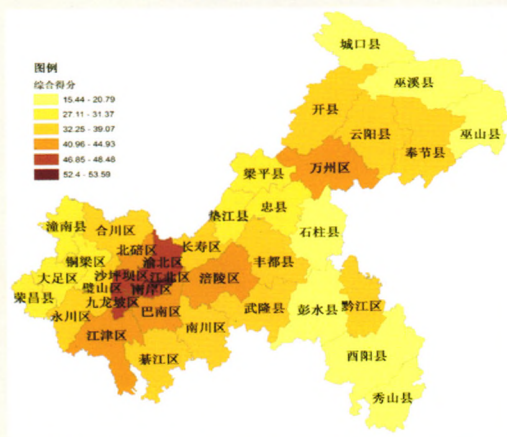 图例
综合得分
15.44 - 20.79
27.11 - 31.37
32.25 - 39.07
40.96 - 44.93
46.85 - 48.48
52.4 - 53.59
城口县
巫溪县
开县
云阳县
巫山县
奉节县
万州区
梁平县
忠县
垫江县
石柱县
潼南县
合川区
长寿区
北碚区
渝北区
丰都县
铜梁区
沙坪坝区
江北区
涪陵区
大足区
璧山区
南岸区
荣昌县
九龙坡区
巴南区
武隆县
彭水县
黔江区
永川区
江津区
南川区
綦江区
酉阳县
秀山县